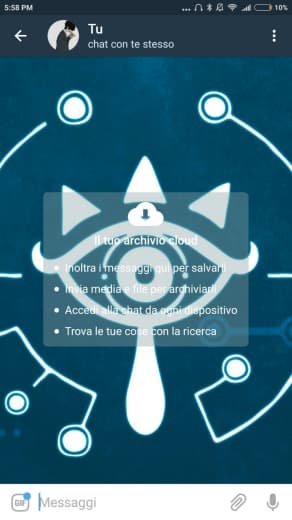 5:58 PM
10%
Tu
chat con te stesso
Il tuo archivio cloud
Inoltra i messaggi qui per salvarli
Invia media e file per archiviarli
Accedi alla chat da ogni dispositivo
Trova le tue cose con la ricerca
GIF
Messaggi